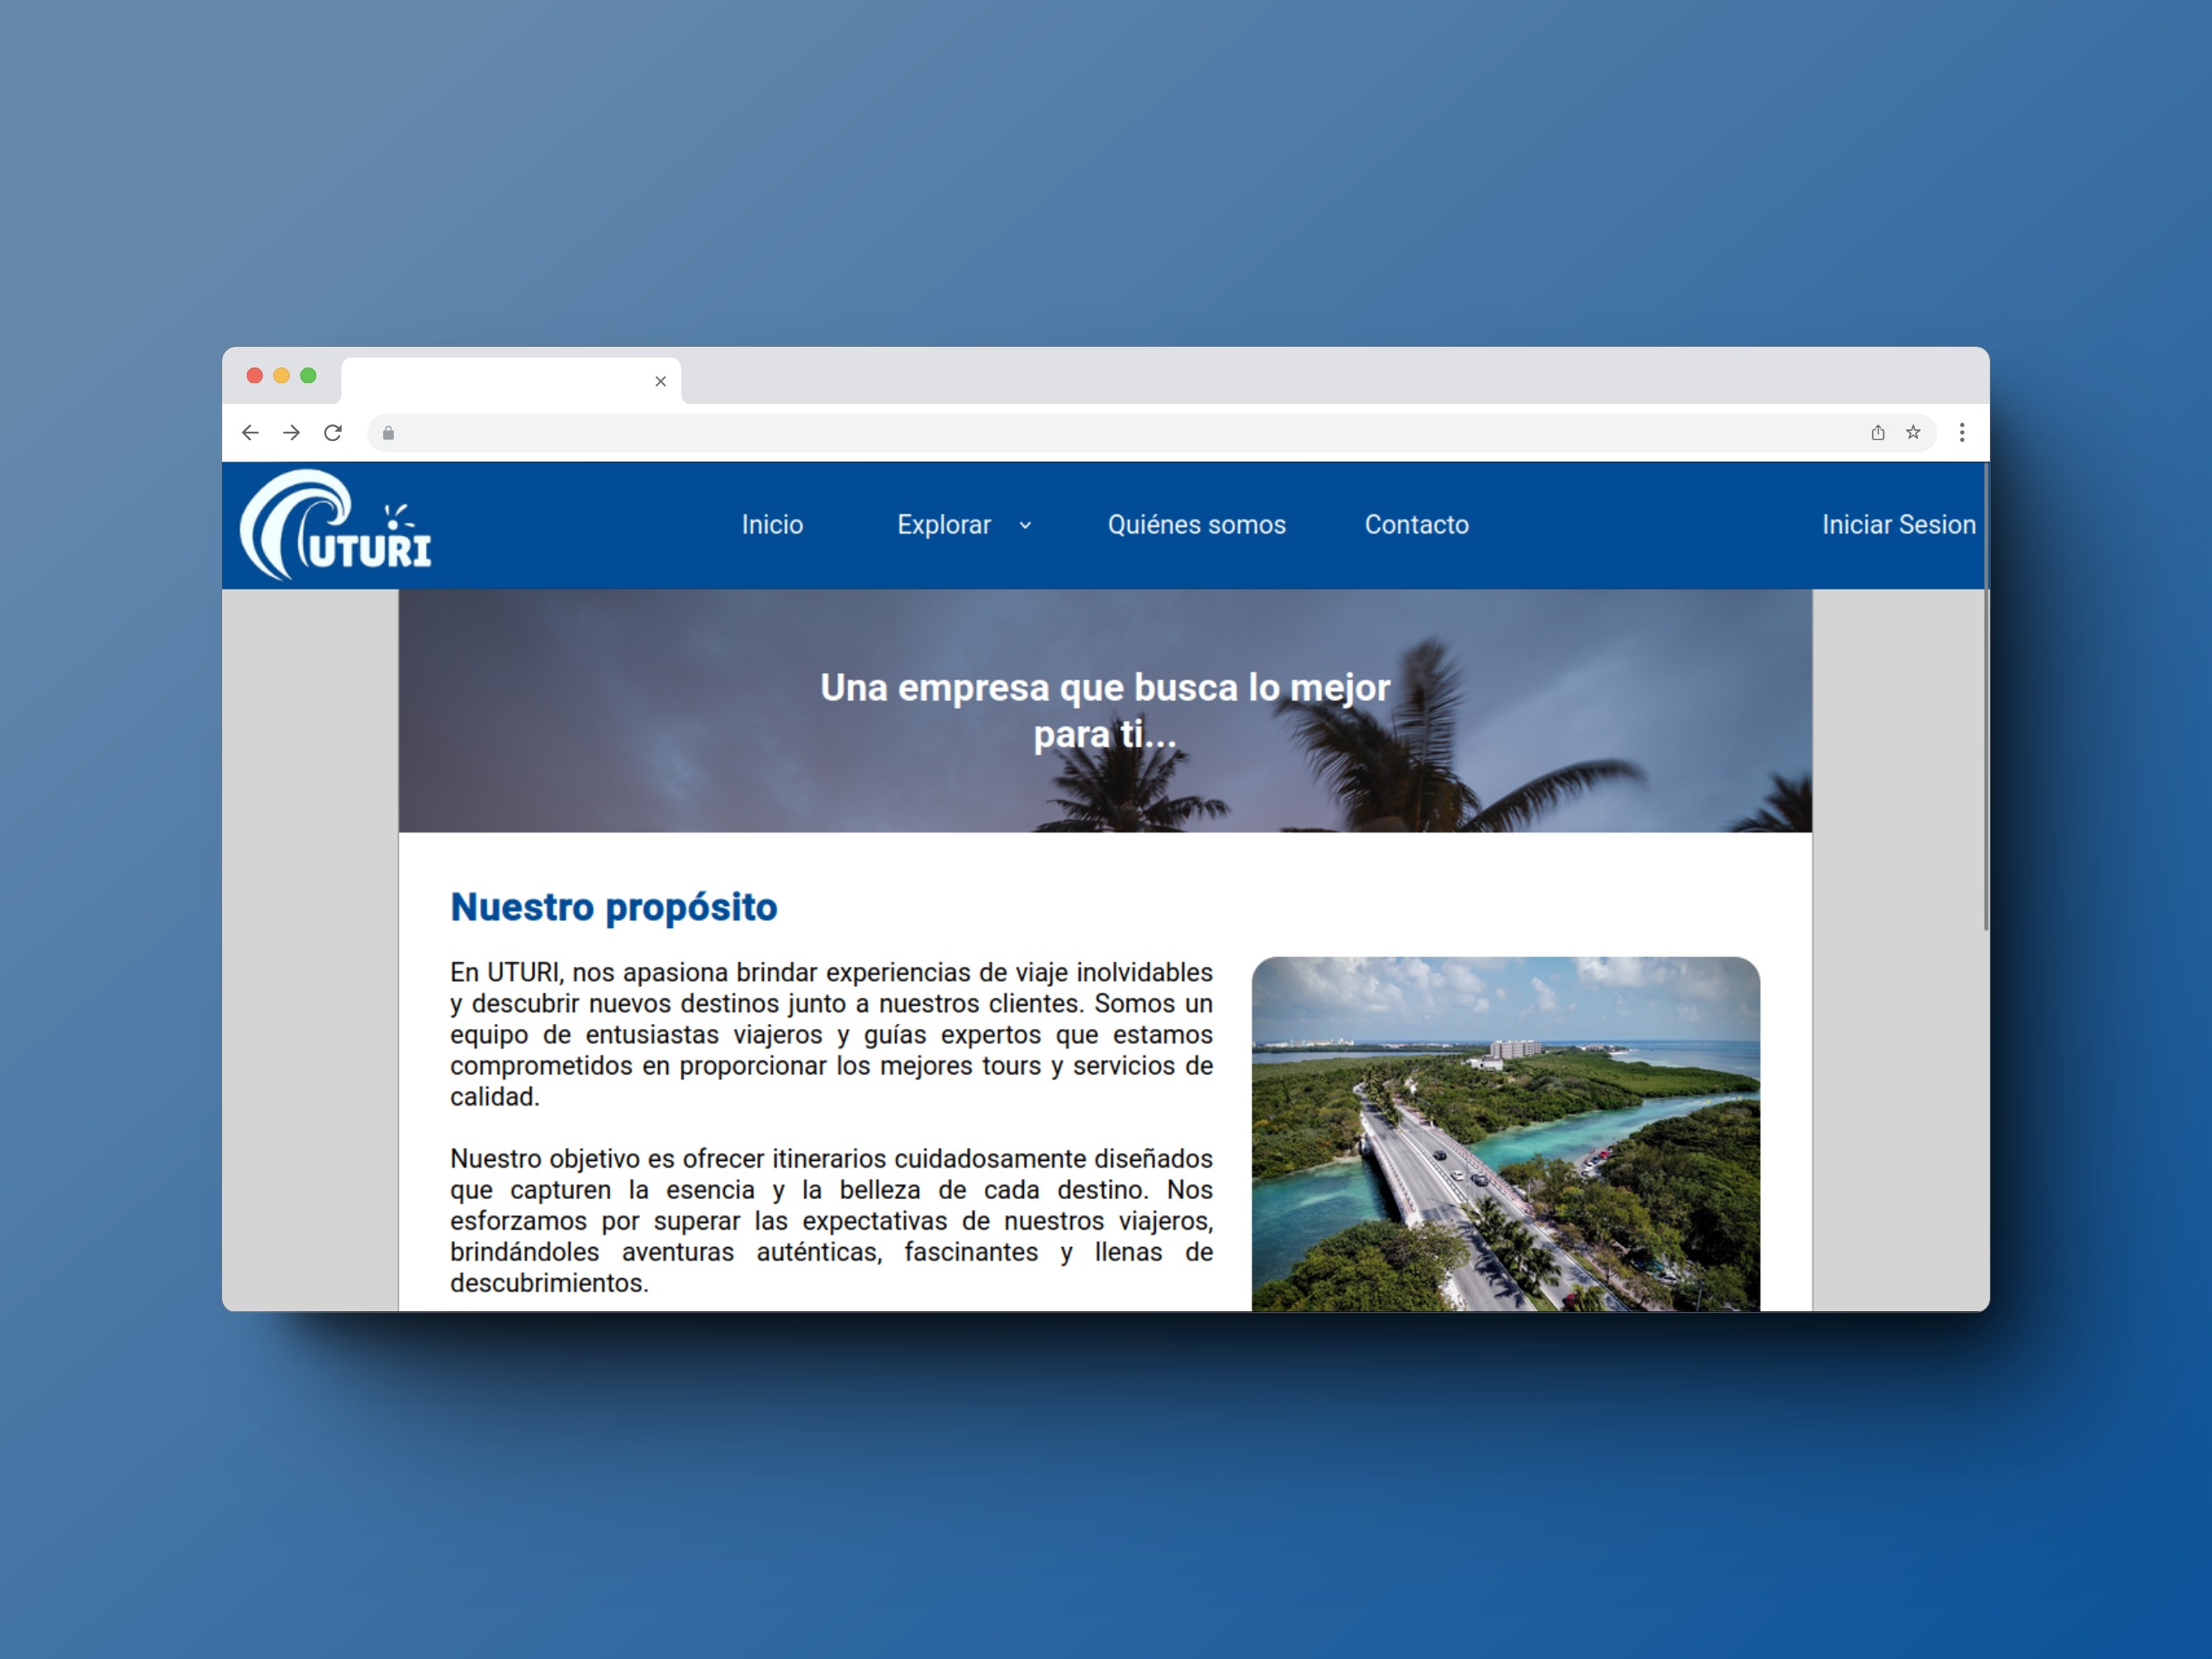 UTURI
Inicio
Explorar
Quiénes somos
Contacto
Iniciar Sesion
Una empresa que busca lo mejor
para ti...
Nuestro propósito
En UTURI, nos apasiona brindar experiencias de viaje inolvidables
y descubrir nuevos destinos junto a nuestros clientes. Somos un
equipo de entusiastas viajeros y guías expertos que estamos
comprometidos en proporcionar los mejores tours y servicios de
calidad.
Nuestro objetivo es ofrecer itinerarios cuidadosamente diseñados
que capturen la esencia y la belleza de cada destino. Nos
esforzamos por superar las expectativas de nuestros viajeros,
brindándoles aventuras auténticas, fascinantes y llenas de
descubrimientos.